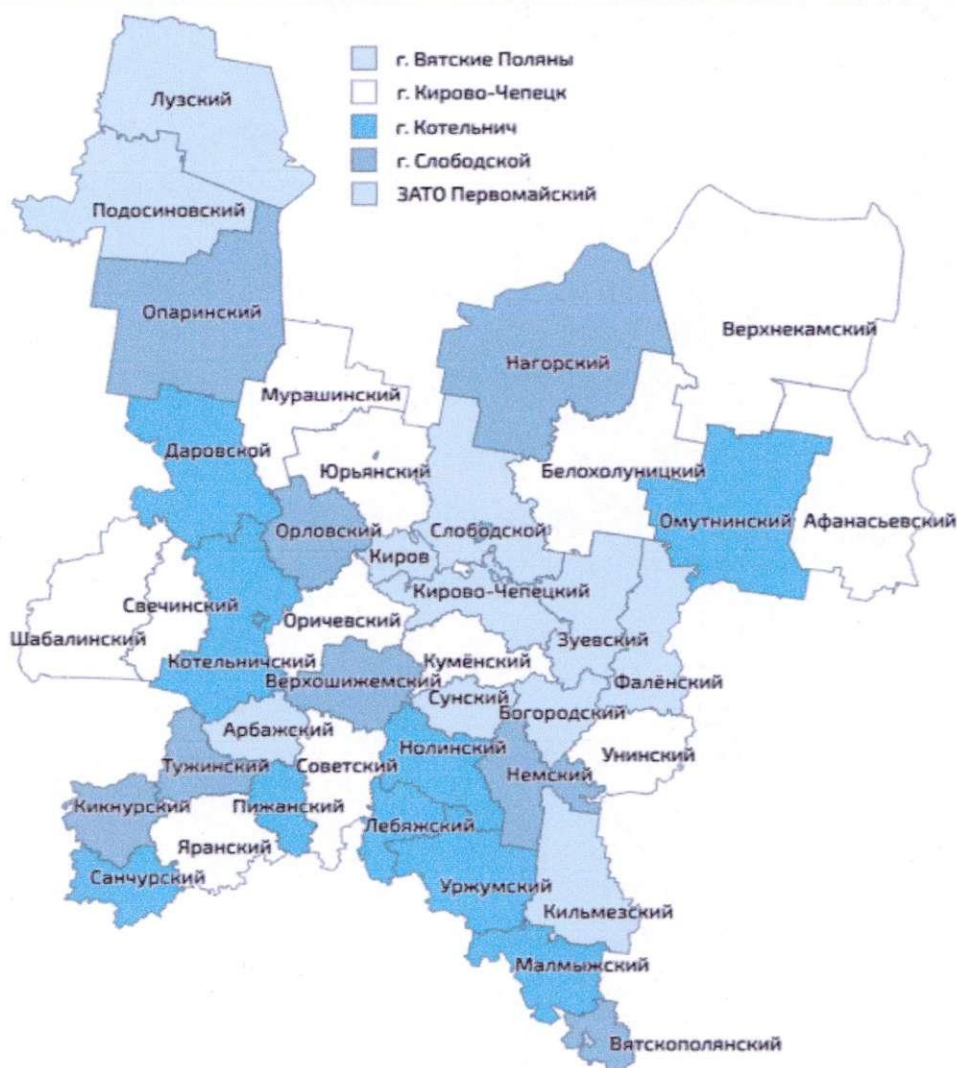 г. Вятские Поляны
г. Кирово-Чепецк
г. Котельнич
г. Слободской
ЗАТО Первомайский
Лузский
Подосиновский
Опаринский
Верхнекамский
Нагорский
Мурашинский
Даровской
Юрьянский
Белохолуницкий
Омутнинский
Афанасьевский
Орловский
Слободской
Киров
Кирово-Чепецкий
Свечинский
Оричевский
Шабалинский
Зуевский
Котельничский
Кумёнский
Верхошижемский
Фалёнский
Сунский
Богородский
Арбажский
Нолинский
Унинский
Тужинский
Советский
Немский
Кикнурский
Пижанский
Лебяжский
Яранский
Санчурский
Уржумский
Кильмезский
Малмыжский
Вятскополянский